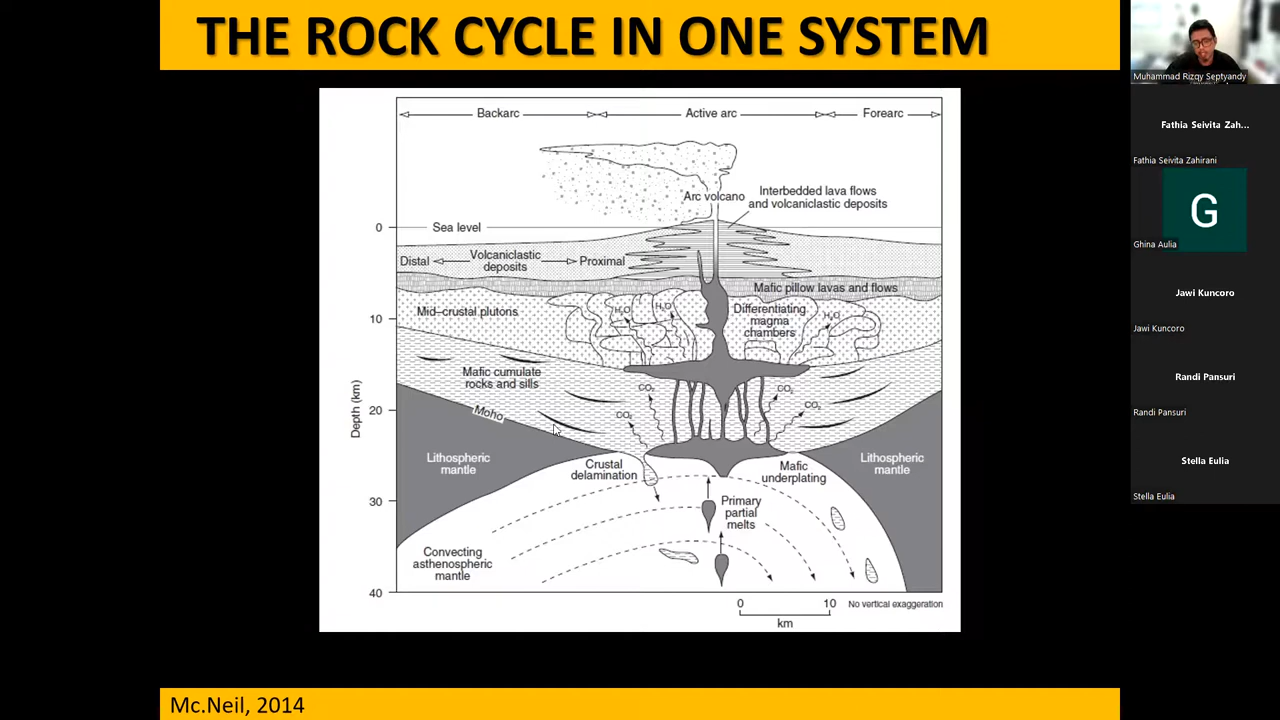 THE ROCK CYCLE IN ONE SYSTEM
Backarc
Active arc
Forearc
Arc volcano
Interbedded lava flows
and volcaniclastic deposits
0
Sea level
Distal
Volcaniclastic
deposits
Proximal
Mafic pillow lavas and flows
10
Mid–crustal plutons
H₂O
H₂O
Differentiating
magma
chambers
H₂O
Mafic cumulate
rocks and sills
CO₂
CO₂
CO₂
CO₂
Depth (km)
20
Moho
Lithospheric
mantle
Crustal
delamination
Mafic
underplating
Lithospheric
mantle
30
Primary
partial
melts
Convecting
asthenospheric
mantle
40
0
10
km
No vertical exaggeration
Mc.Neil, 2014
Muhammad Rizqy Septyandy
Fathia Seivita Zah...
Fathia Seivita Zahirani
G
Ghina Aulia
Jawi Kuncoro
Jawi Kuncoro
Randi Pansuri
Randi Pansuri
Stella Eulia
Stella Eulia